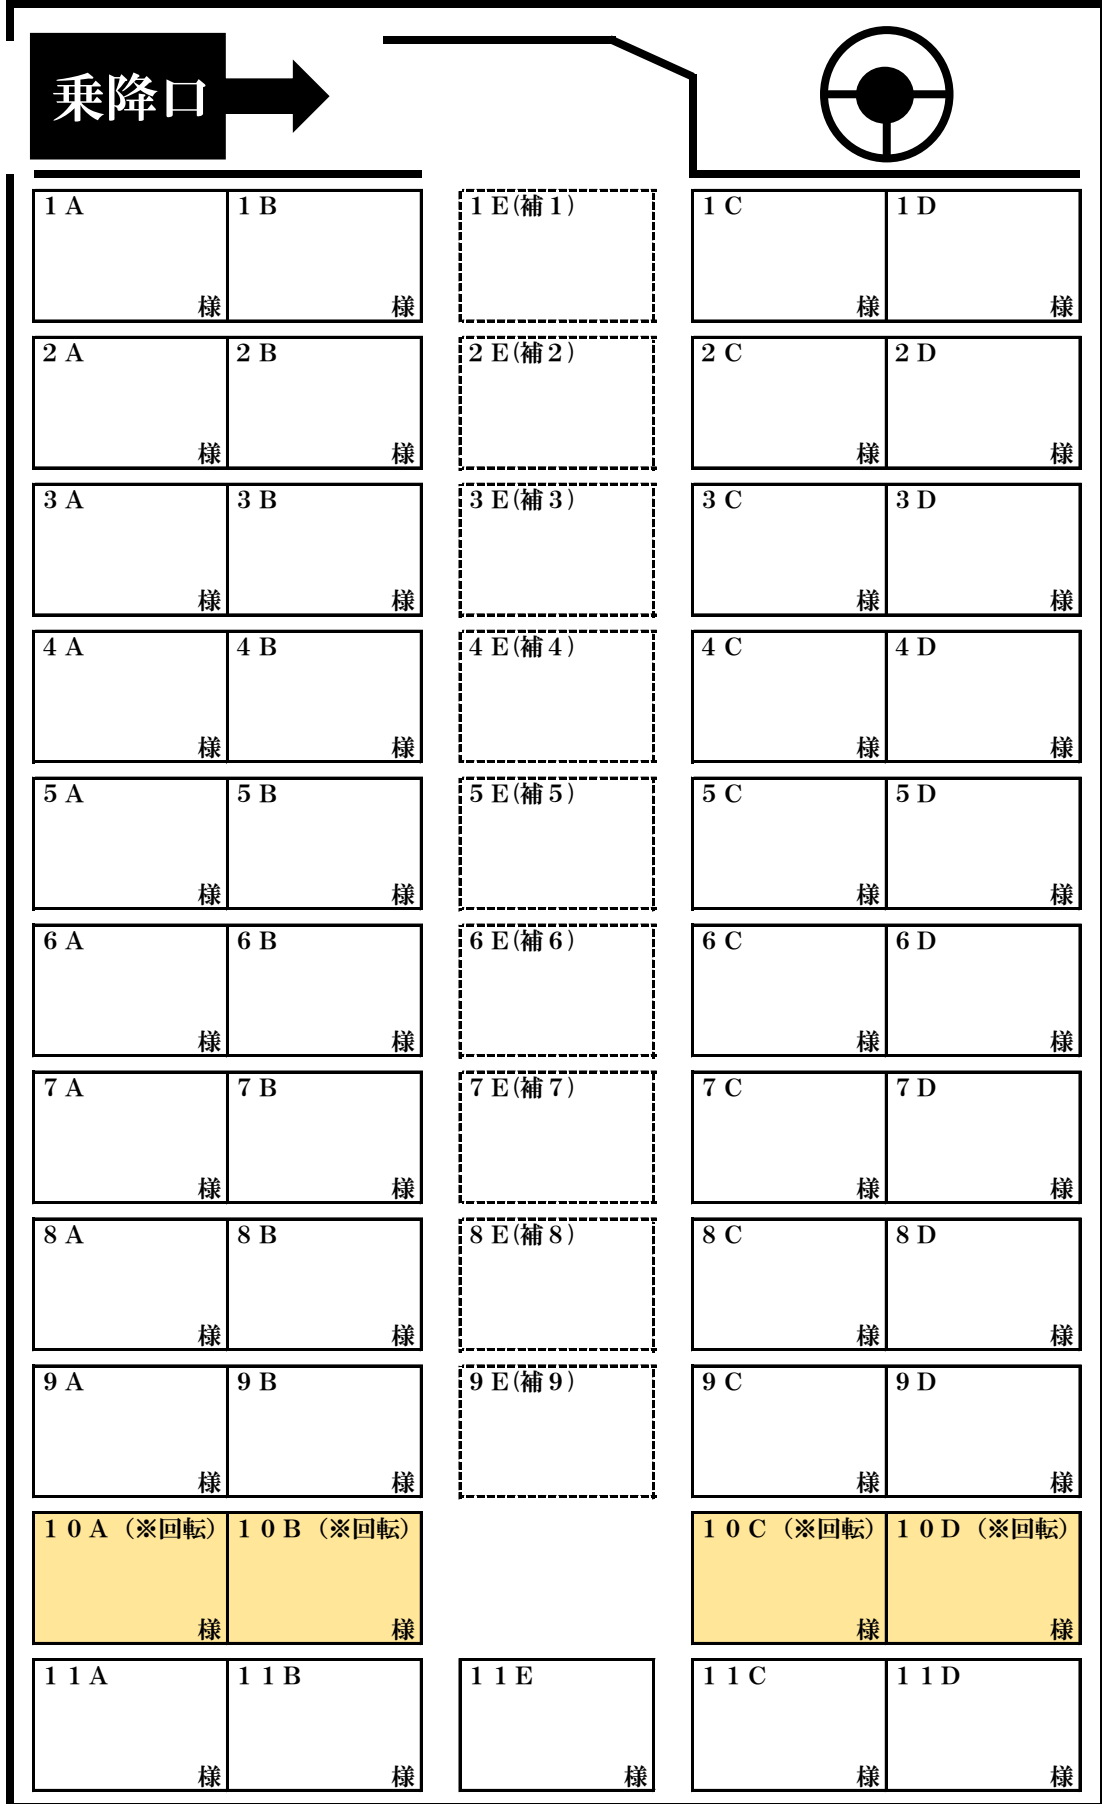 乗降口
１Ａ １Ｂ １Ｅ(補１) １Ｃ １Ｄ
様 様 様 様
２Ａ ２Ｂ ２Ｅ(補２) ２Ｃ ２Ｄ
様 様 様 様
３Ａ ３Ｂ ３Ｅ(補３) ３Ｃ ３Ｄ
様 様 様 様
４Ａ ４Ｂ ４Ｅ(補４) ４Ｃ ４Ｄ
様 様 様 様
５Ａ ５Ｂ ５Ｅ(補５) ５Ｃ ５Ｄ
様 様 様 様
６Ａ ６Ｂ ６Ｅ(補６) ６Ｃ ６Ｄ
様 様 様 様
７Ａ ７Ｂ ７Ｅ(補７) ７Ｃ ７Ｄ
様 様 様 様
８Ａ ８Ｂ ８Ｅ(補８) ８Ｃ ８Ｄ
様 様 様 様
９Ａ ９Ｂ ９Ｅ(補９) ９Ｃ ９Ｄ
様 様 様 様
１０Ａ（※回転） １０Ｂ（※回転） １０Ｃ（※回転） １０Ｄ（※回転）
様 様 様 様
１１Ａ １１Ｂ １１Ｅ １１Ｃ １１Ｄ
様 様 様 様 様